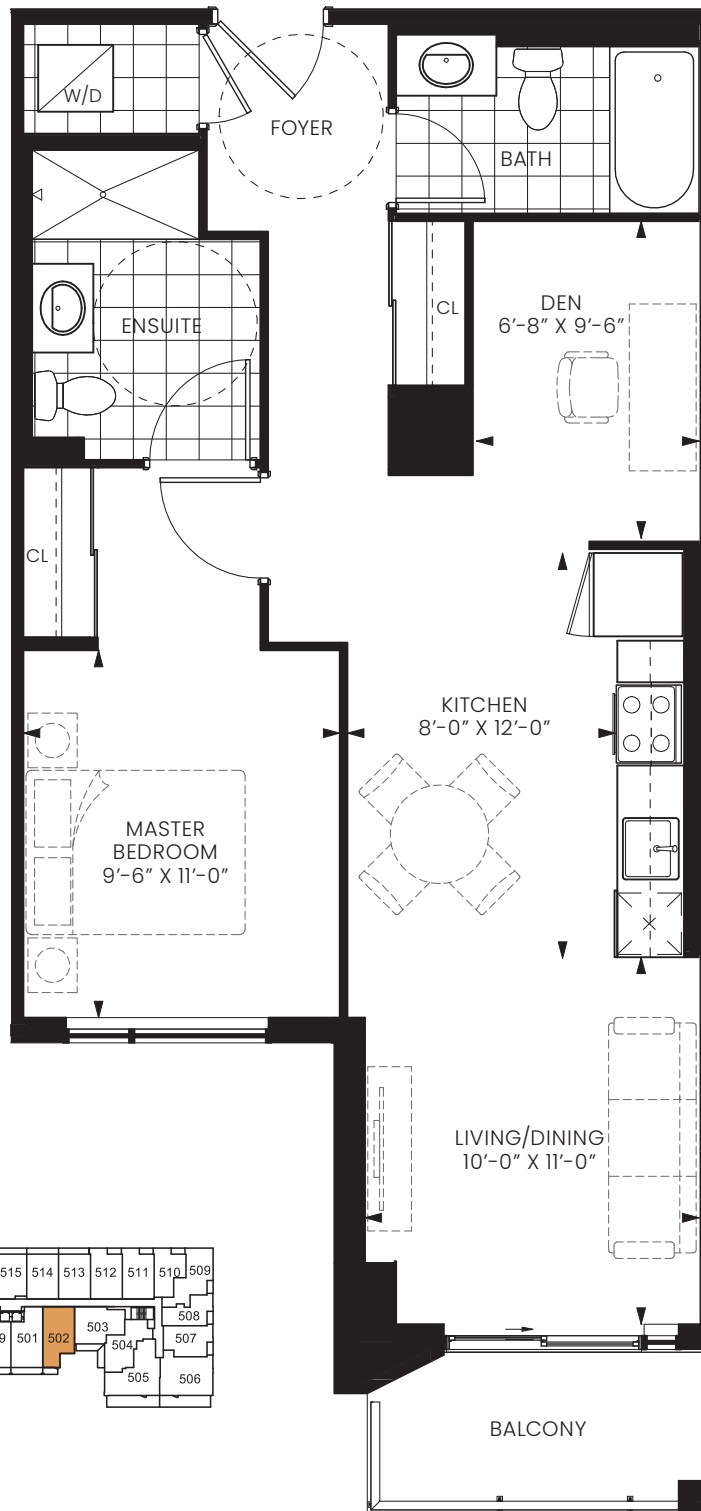 W/D
FOYER
BATH
ENSUITE
CL
DEN
6'-8" X 9'-6"
CL
KITCHEN
8'-0" X 12'-0"
MASTER
BEDROOM
9'-6" X 11'-0"
LIVING/DINING
10'-0" X 11'-0"
BALCONY
515 514 513 512 511 510 509
508
507
506
505
504
503
502
501
9